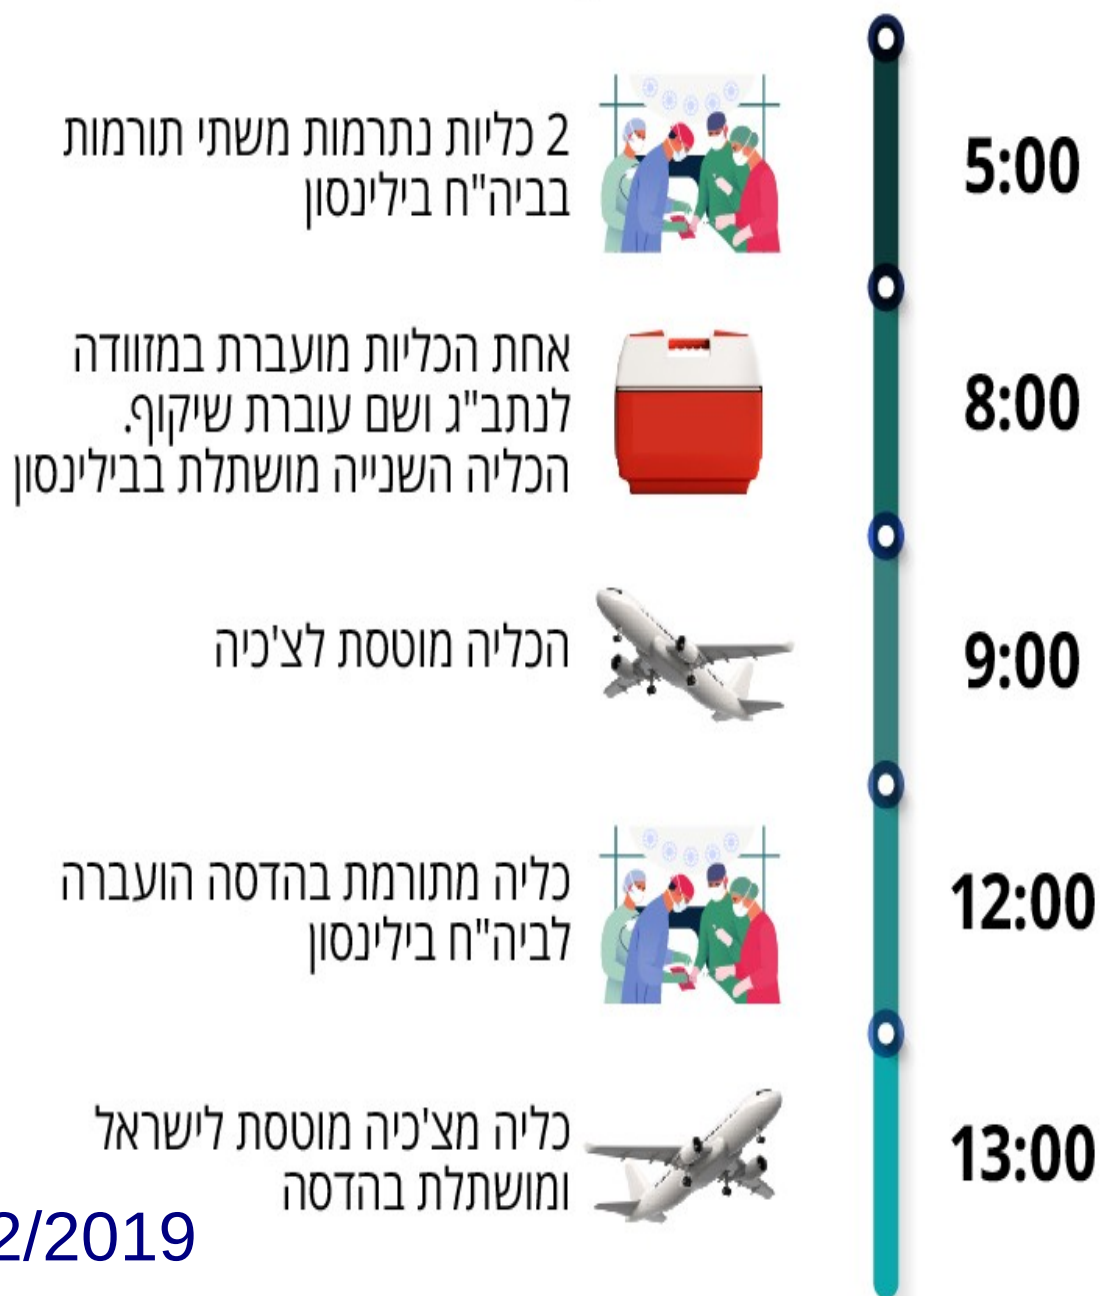 5:00
2 כליות נתרמות משתי תורמות
בביה"ח בילינסון
8:00
אחת הכליות מועברת במזוודה
לנתב"ג ושם עוברת שיקוף.
הכליה השנייה מושתלת בבילינסון
9:00
הכליה מוטסת לצ'כיה
12:00
כליה מתורמת בהדסה הועברה
לביה"ח בילינסון
13:00
כליה מצ'כיה מוטסת לישראל
ומושתלת בהדסה
2/2019